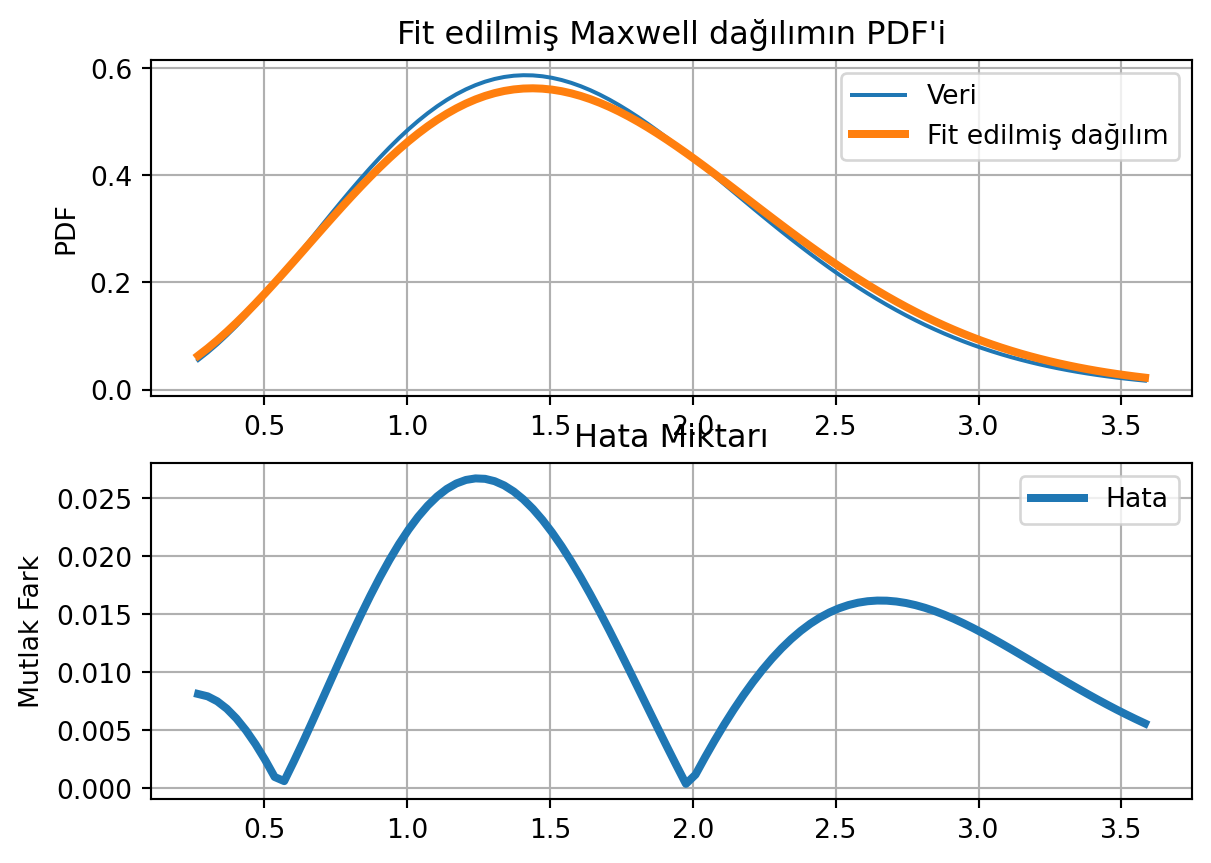 Fit edilmiş Maxwell dağılımın PDF'i
0.6
0.4
0.2
0.0
PDF
Veri
Fit edilmiş dağılım
0.5 1.0 1.5 2.0 2.5 3.0 3.5
Hata Miktarı
0.025
0.020
0.015
0.010
0.005
0.000
Mutlak Fark
Hata
0.5 1.0 1.5 2.0 2.5 3.0 3.5